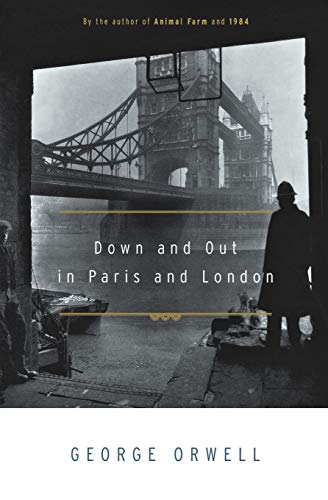 By the author of Animal Farm and 1984
Down and Out
in Paris and London
GEORGE ORWELL